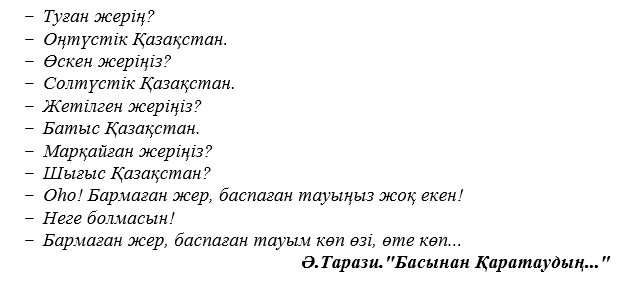 – Туған жерің?
– Оңтүстік Қазақстан.
– Өскен жеріңіз?
– Солтүстік Қазақстан.
– Жетілген жеріңіз?
– Батыс Қазақстан.
– Марқайған жеріңіз?
– Шығыс Қазақстан?
– Оһо! Бармаған жер, баспаған тауыңыз жоқ екен!
– Неге болмасын!
– Бармаған жер, баспаған тауым көп өзі, өте көп...
Ә.Тарази."Басынан Қаратаудың..."